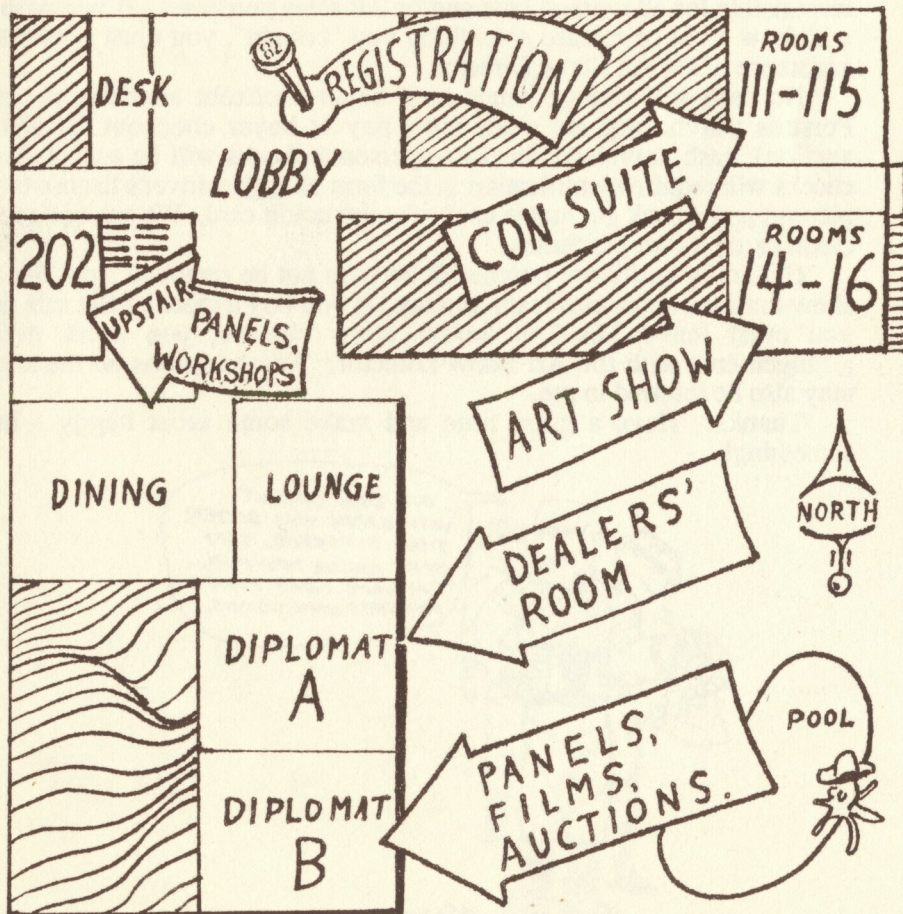 DESK
82
REGISTRATION
ROOMS
111-15
LOBBY
CON SUITE
202
ROOMS
14-16
UPSTAIR
PANELS,
WORKSHOPS
ART SHOW
DINING
LOUNGE
NORTH
DEALERS'
ROOM
DIPLOMAT
A
POOL
PANELS,
FILMS,
AUCTIONS.
DIPLOMAT
B